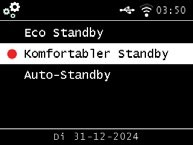 03:50
Eco Standby
Komfortabler Standby
Auto-Standby
Di 31-12-2024